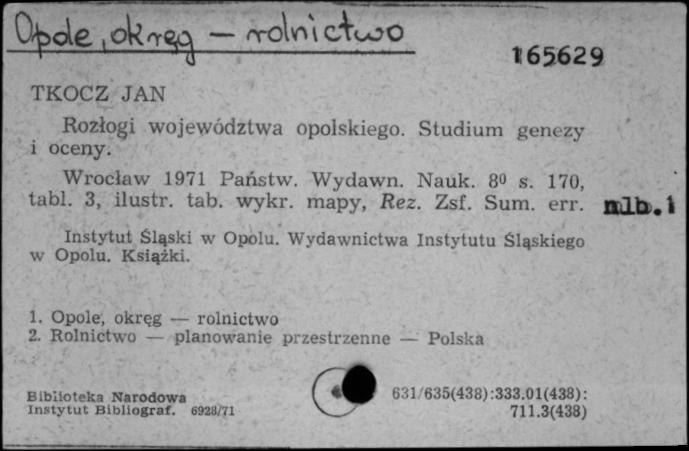 Opole, okręg — rolnictwo
165629
TKOCZ JAN
Rozłogi województwa opolskiego. Studium genezy
i oceny.
Wrocław 1971 Państw. Wydawn. Nauk. 8⁰ s. 170,
tabl. 3, ilustr. tab. wykr. mapy, Rez. Zsf. Sum. err. nlb.1
Instytut Śląski w Opolu. Wydawnictwa Instytutu Śląskiego
w Opolu. Książki.
1. Opole, okręg — rolnictwo
2. Rolnictwo — planowanie przestrzenne — Polska
Biblioteka Narodowa
Instytut Bibliograf. 6928/71
631/635(438):333.01(438):
711.3(438)